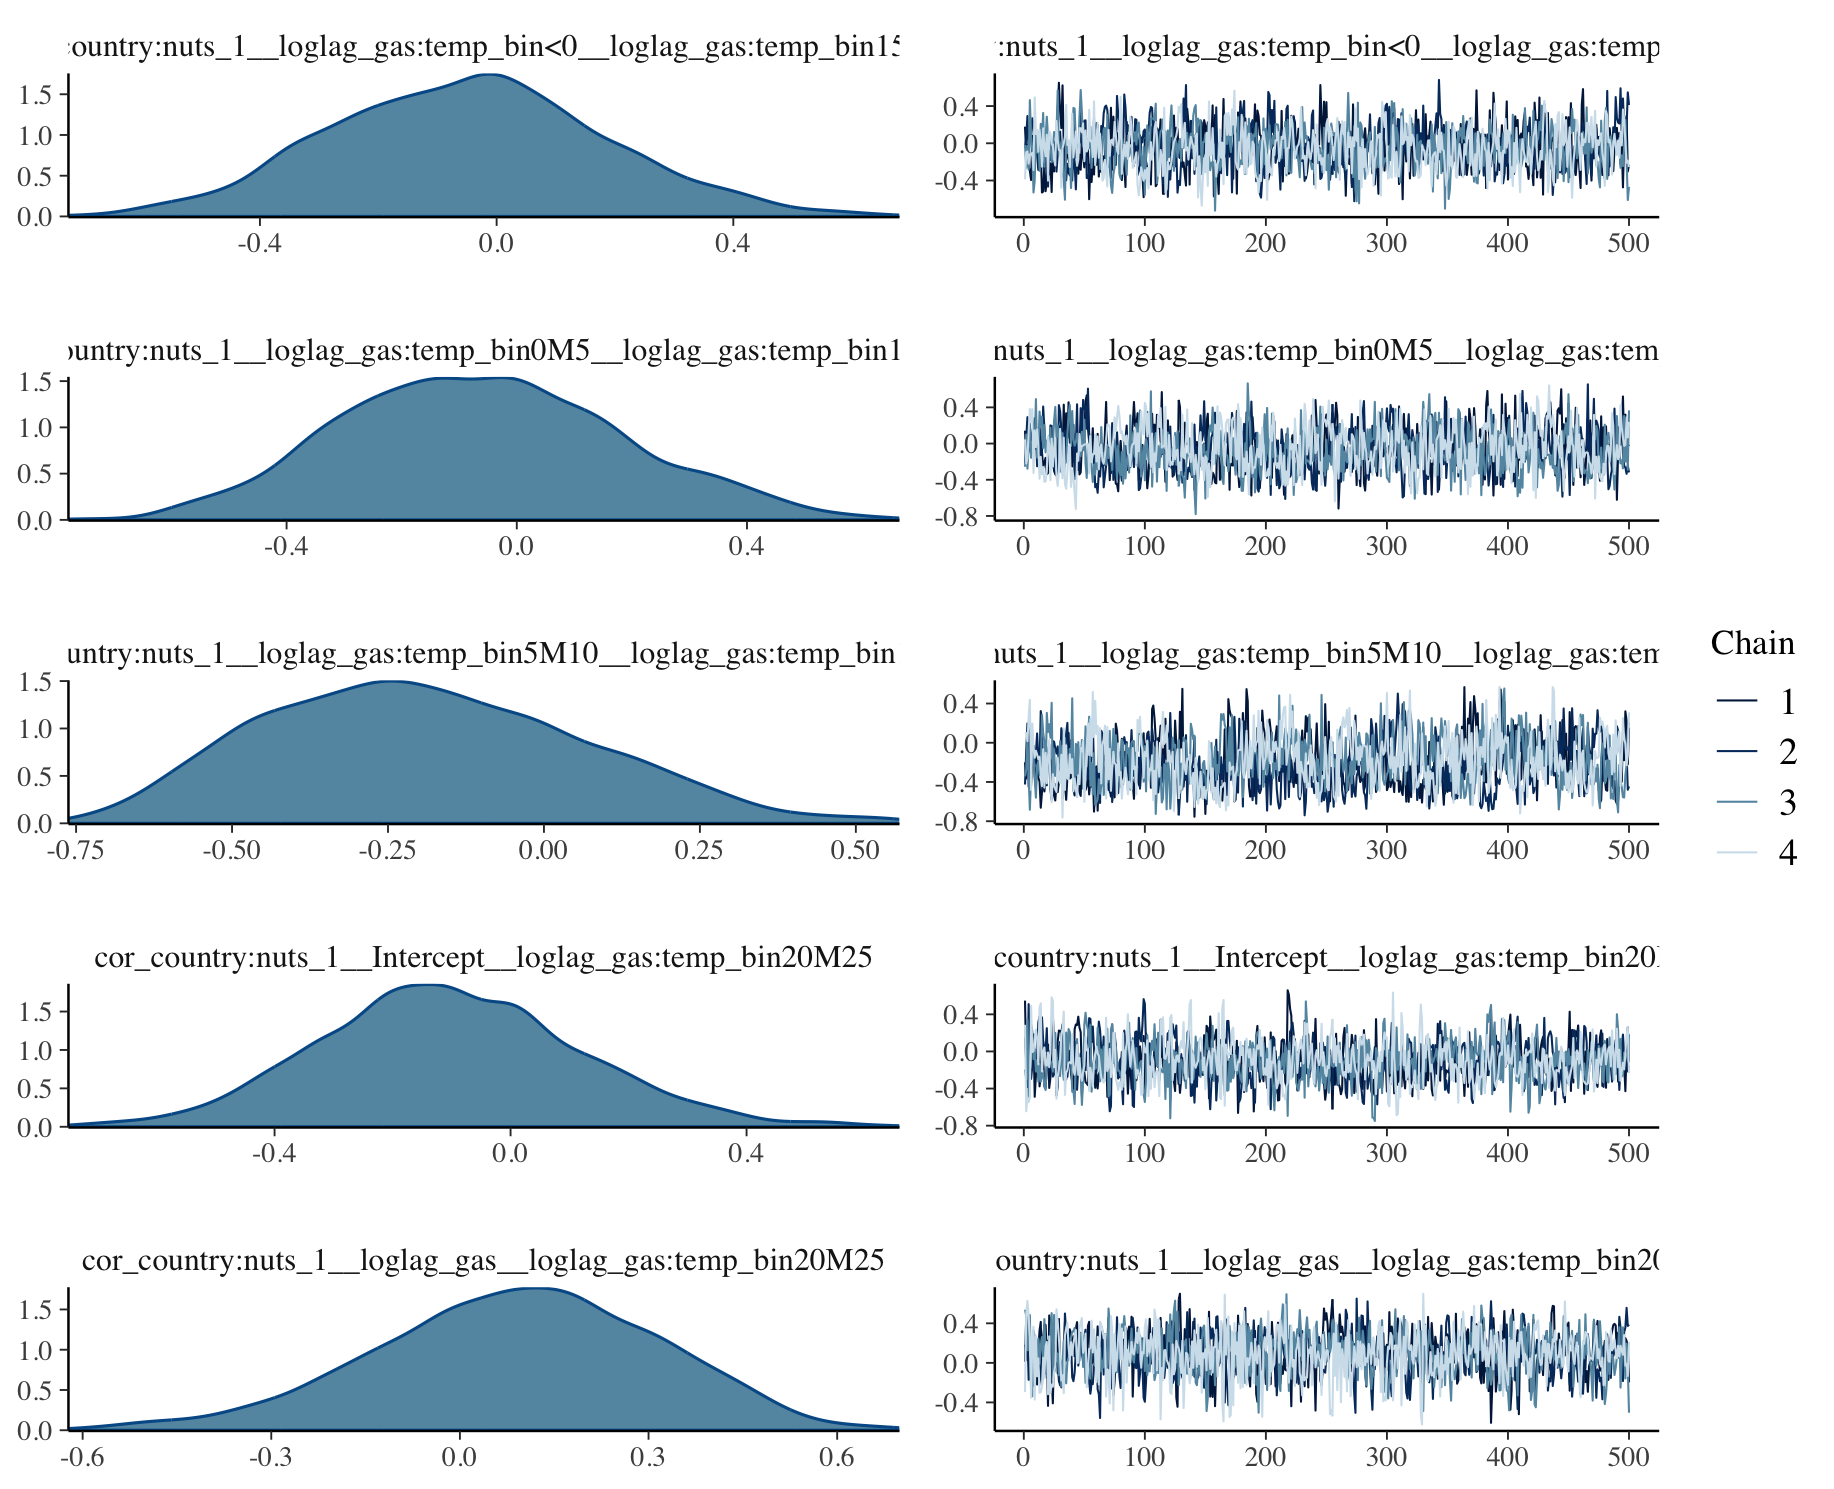 country:nuts_1__loglag_gas:temp_bin<0__loglag_gas:temp_bin15
:nuts_1__loglag_gas:temp_bin<0__loglag_gas:temp
1.5
1.0
0.5
0.0
-0.4 0.0 0.4
0.4
0.0
-0.4
0 100 200 300 400 500
ountry:nuts_1__loglag_gas:temp_bin0M5__loglag_gas:temp_bin1
nuts_1__loglag_gas:temp_bin0M5__loglag_gas:tem
1.5
1.0
0.5
0.0
-0.4 0.0 0.4
0.4
0.0
-0.4
-0.8
0 100 200 300 400 500
untry:nuts_1__loglag_gas:temp_bin5M10__loglag_gas:temp_bin
nuts_1__loglag_gas:temp_bin5M10__loglag_gas:tem
1.5
1.0
0.5
0.0
-0.75 -0.50 -0.25 0.00 0.25 0.50
0.4
0.0
-0.4
-0.8
0 100 200 300 400 500
Chain
1
2
3
4
cor_country:nuts_1__Intercept__loglag_gas:temp_bin20M25
country:nuts_1__Intercept__loglag_gas:temp_bin20
1.5
1.0
0.5
0.0
-0.4 0.0 0.4
0.4
0.0
-0.4
-0.8
0 100 200 300 400 500
cor_country:nuts_1__loglag_gas__loglag_gas:temp_bin20M25
ountry:nuts_1__loglag_gas__loglag_gas:temp_bin20
1.5
1.0
0.5
0.0
-0.6 -0.3 0.0 0.3 0.6
0.4
0.0
-0.4
0 100 200 300 400 500